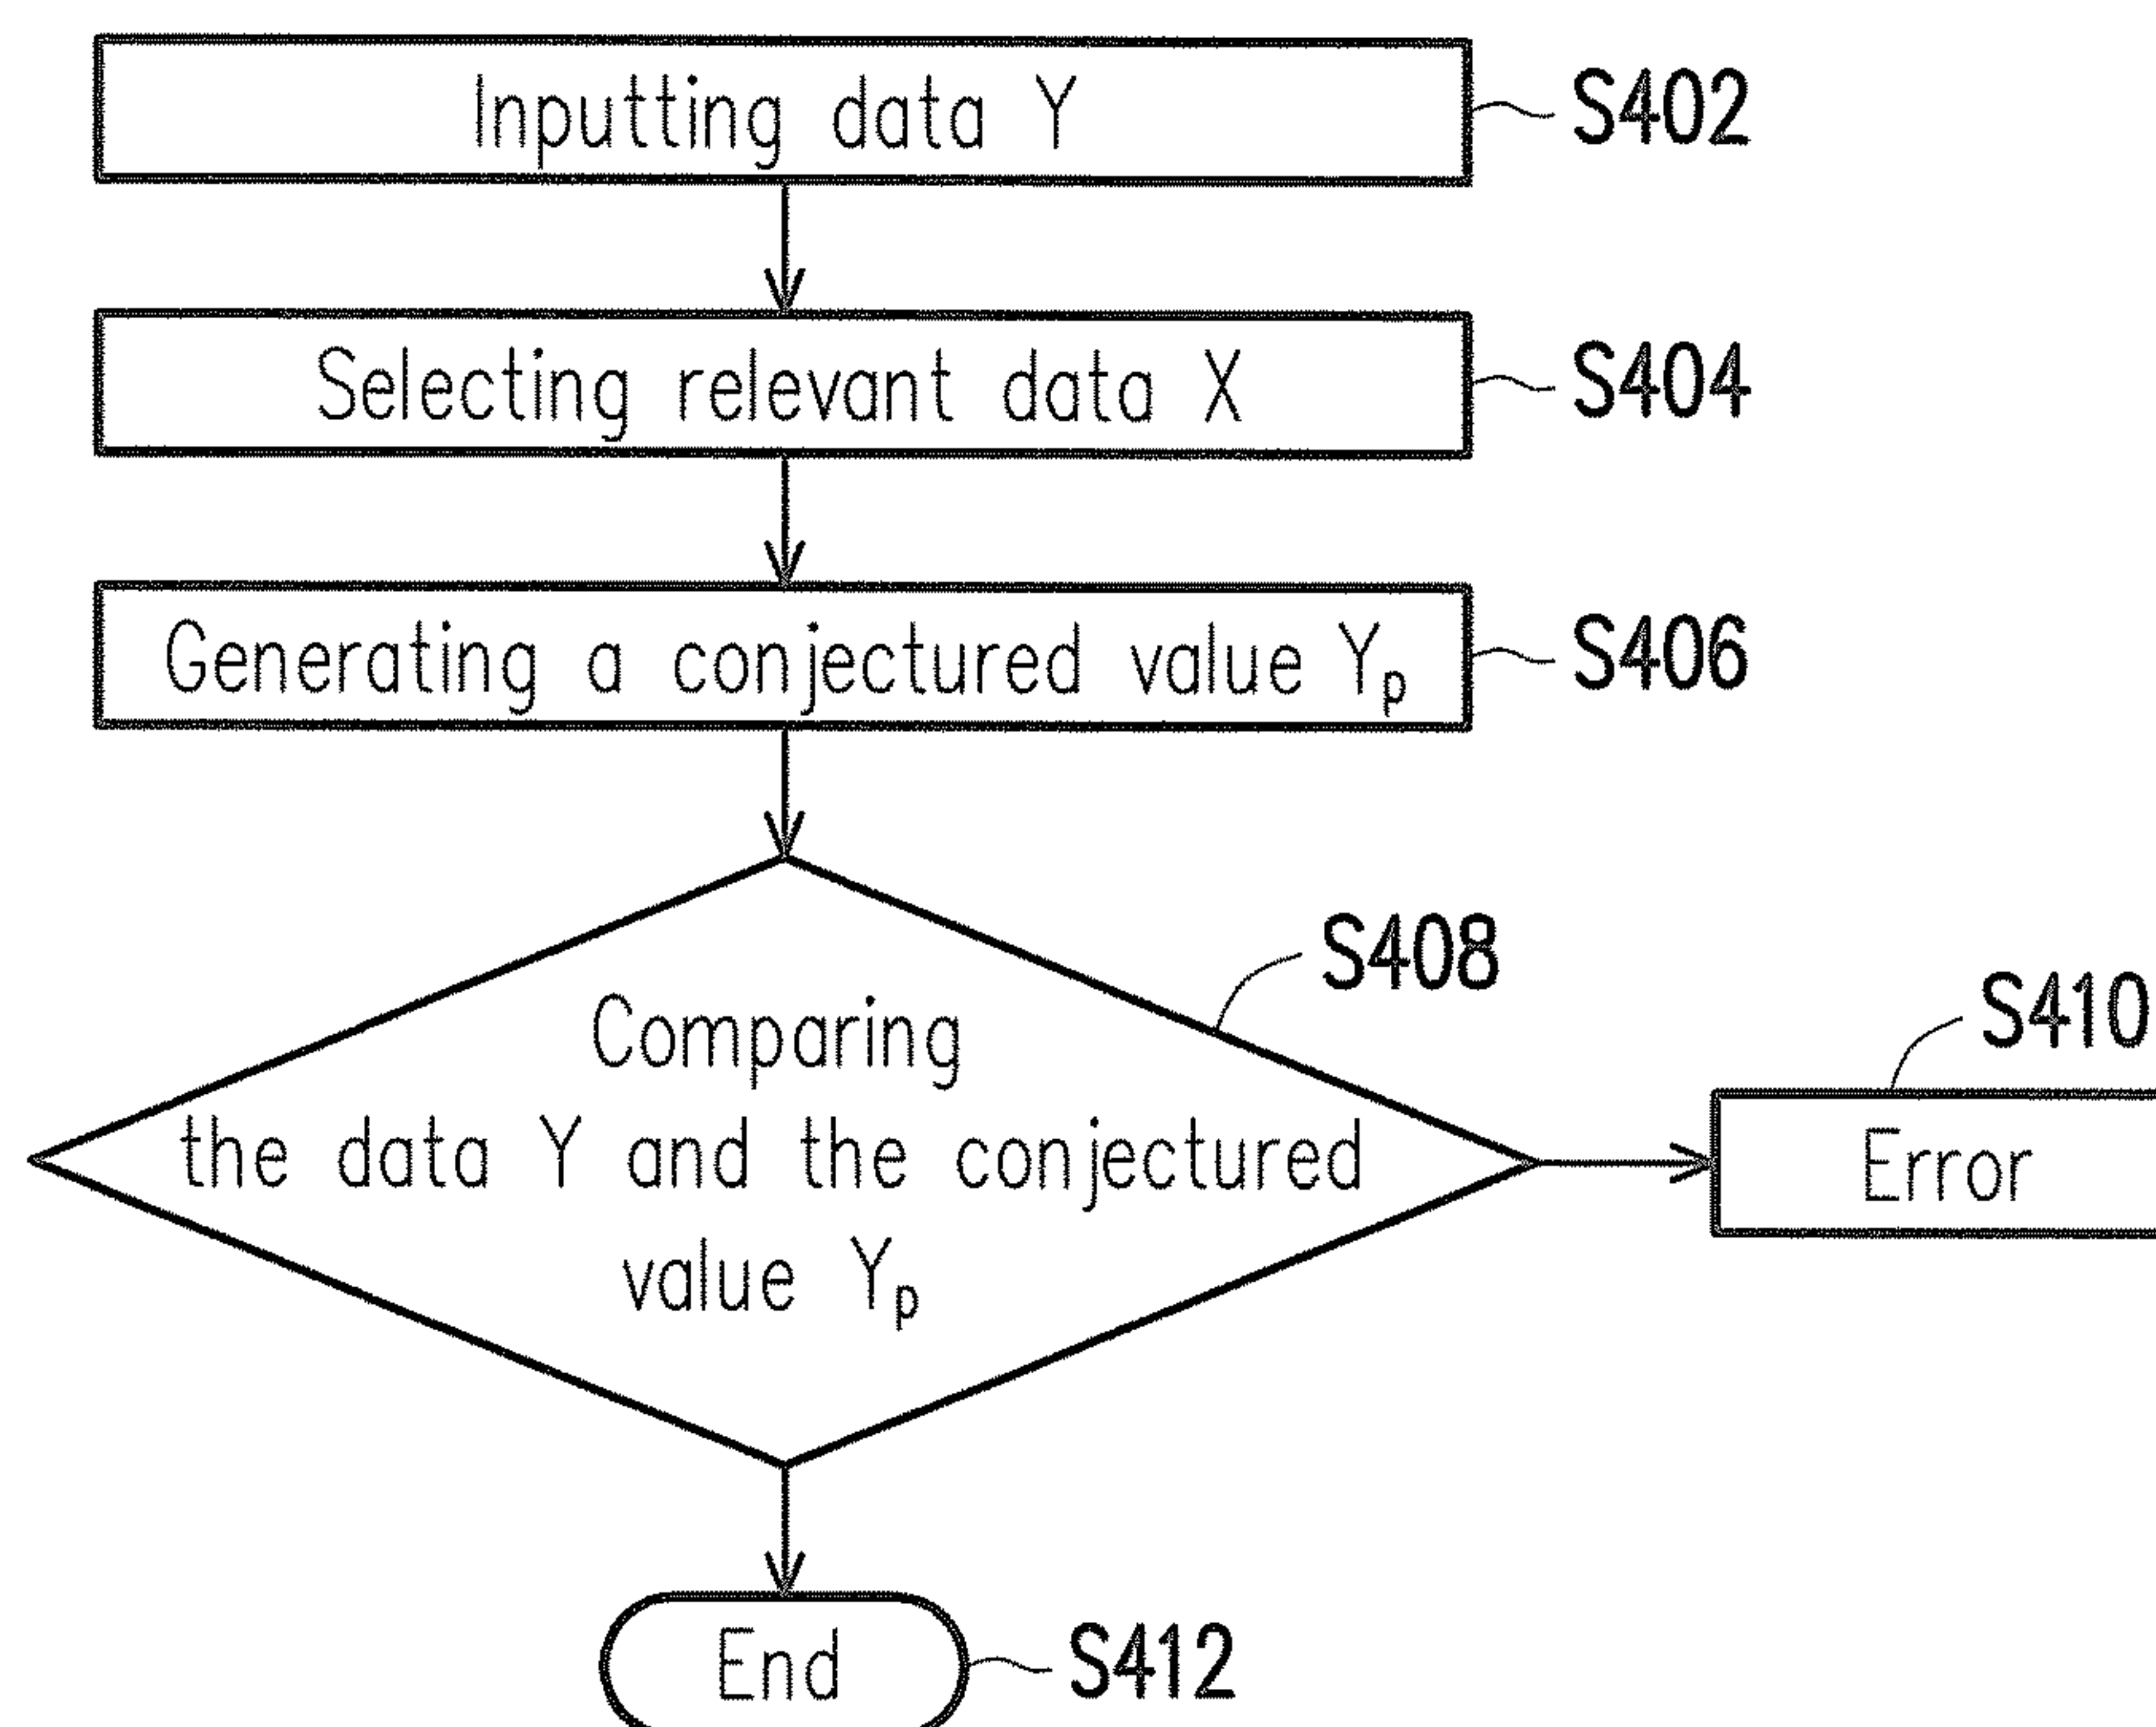 Inputting data Y
S402
Selecting relevant data X
S404
Generating a conjectured value Yp
S406
S408
Comparing
the data Y and the conjectured
value Yp
S410
Error
End
S412